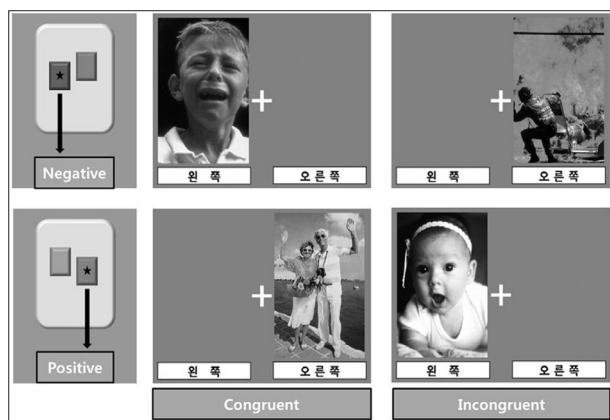 왼 쪽
오 른 쪽
왼 쪽
오 른 쪽
Negative
왼 쪽
오 른 쪽
왼 쪽
오 른 쪽
Positive
Congruent
Incongruent